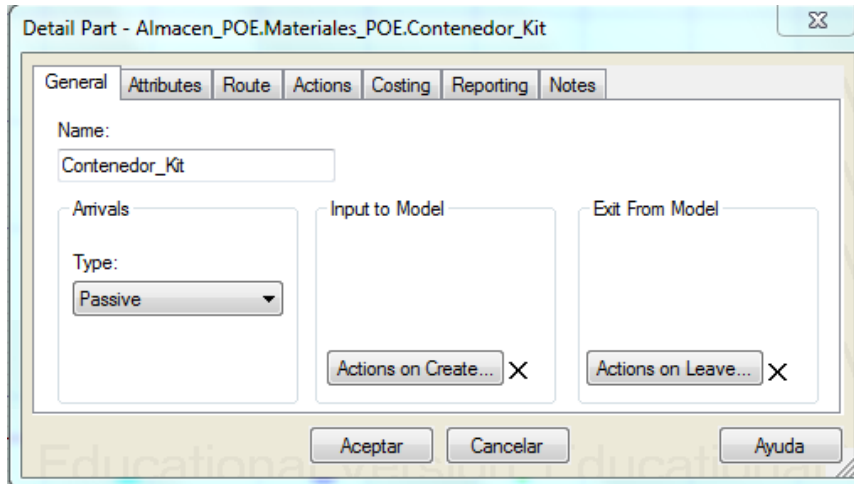 Detail Part - Almacen_POE.Materiales_POE.Contenedor_Kit
General Attributes Route Actions Costing Reporting Notes
Name:
Contenedor_Kit
Arrivals Input to Model Exit From Model
Type:
Passive
Actions on Create... X Actions on Leave... X
Aceptar Cancelar Ayuda
Educational Version Educational